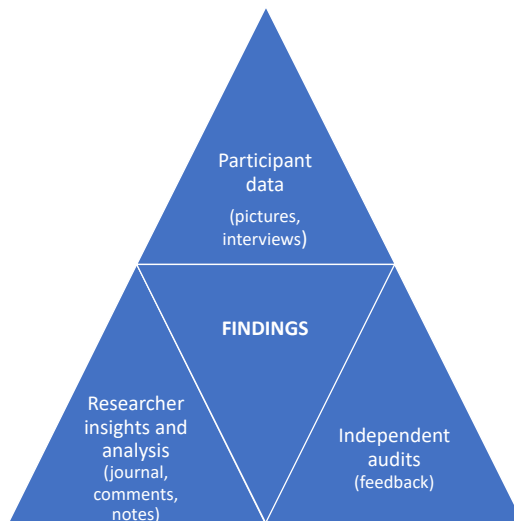 Participant
data
(pictures,
interviews)
FINDINGS
Researcher
insights and
analysis
(journal,
comments,
notes)
Independent
audits
(feedback)